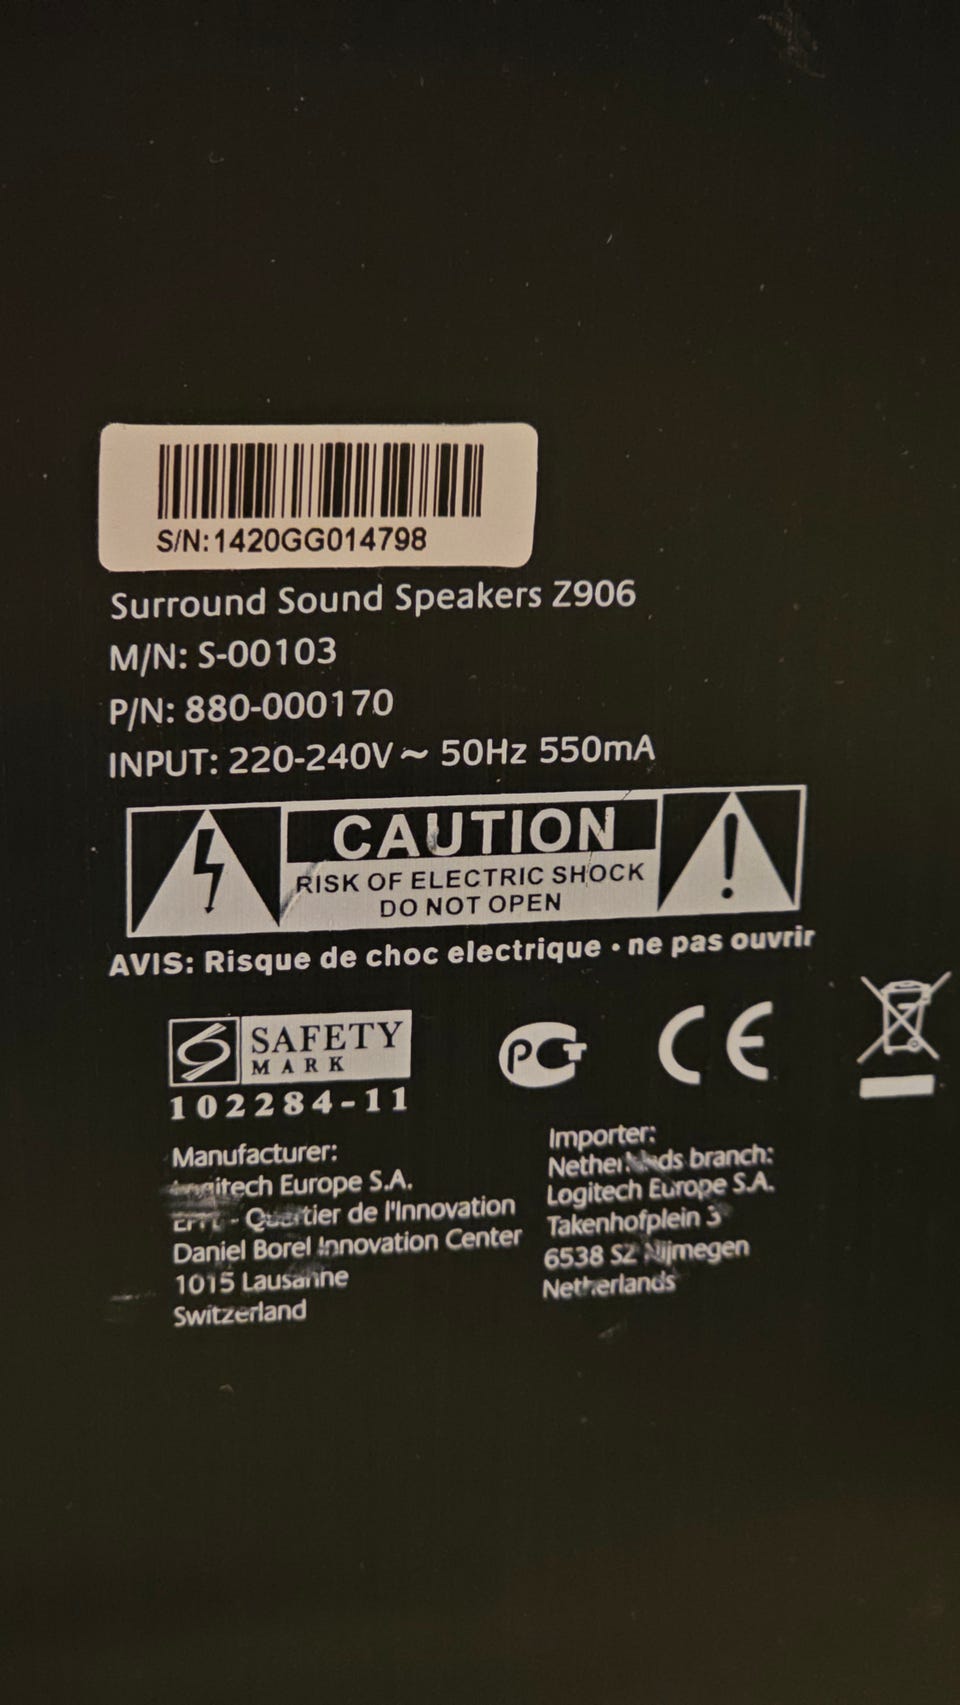 S/N:1420GG014798
Surround Sound Speakers Z906
M/N: S-00103
P/N: 880-000170
INPUT: 220-240V ~ 50Hz 550mA
CAUTION
RISK OF ELECTRIC SHOCK
DO NOT OPEN
AVIS: Risque de choc electrique • ne pas ouvrir
SAFETY
MARK
102284-11
PCT
CE
Manufacturer:
Europe S.A.
- Quartier de l'Innovation
Daniel Borel Innovation Center
1015 Lausanne
Switzerland
Importer:
Netherlands branch:
Logitech Europe S.A.
Takenhofplein 3
6538 SZ Nijmegen
Netherlands